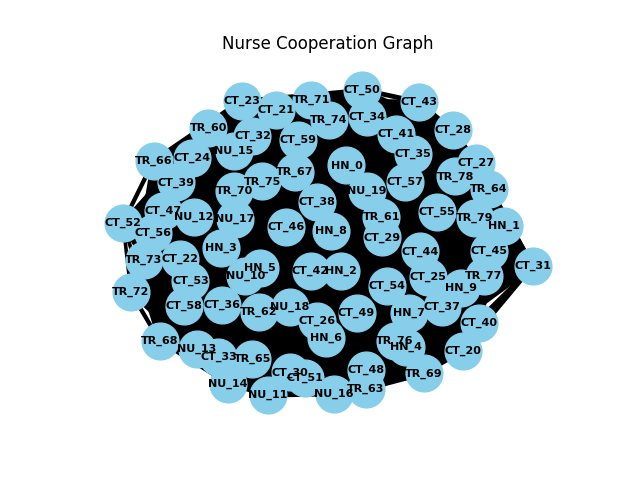 Nurse Cooperation Graph
CT_50
TR_71
CT_23
CT_43
CT_21
CT_34
TR_74
TR_60
CT_28
CT_41
CT_32
CT_59
NU_15
CT_35
CT_24
TR_66
CT_27
HN_0
TR_67
TR_78
CT_39
TR_75
CT_57
TR_64
TR_70
NU_19
CT_38
CT_47
CT_55
NU_12
NU_17
TR_61
TR_79
CT_52
HN_1
CT_46
HN_8
CT_56
CT_29
HN_3
CT_44
CT_45
TR_73
CT_22
CT_31
HN_5
CT_42
HN_2
NU_10
CT_25
TR_77
CT_53
CT_54
HN_9
TR_72
CT_58
CT_36
NU_18
CT_37
TR_62
CT_49
HN_7
CT_26
CT_40
HN_6
TR_68
TR_76
HN_4
NU_13
CT_20
CT_33
TR_65
CT_48
CT_30
TR_69
CT_51
NU_14
TR_63
NU_16
NU_11